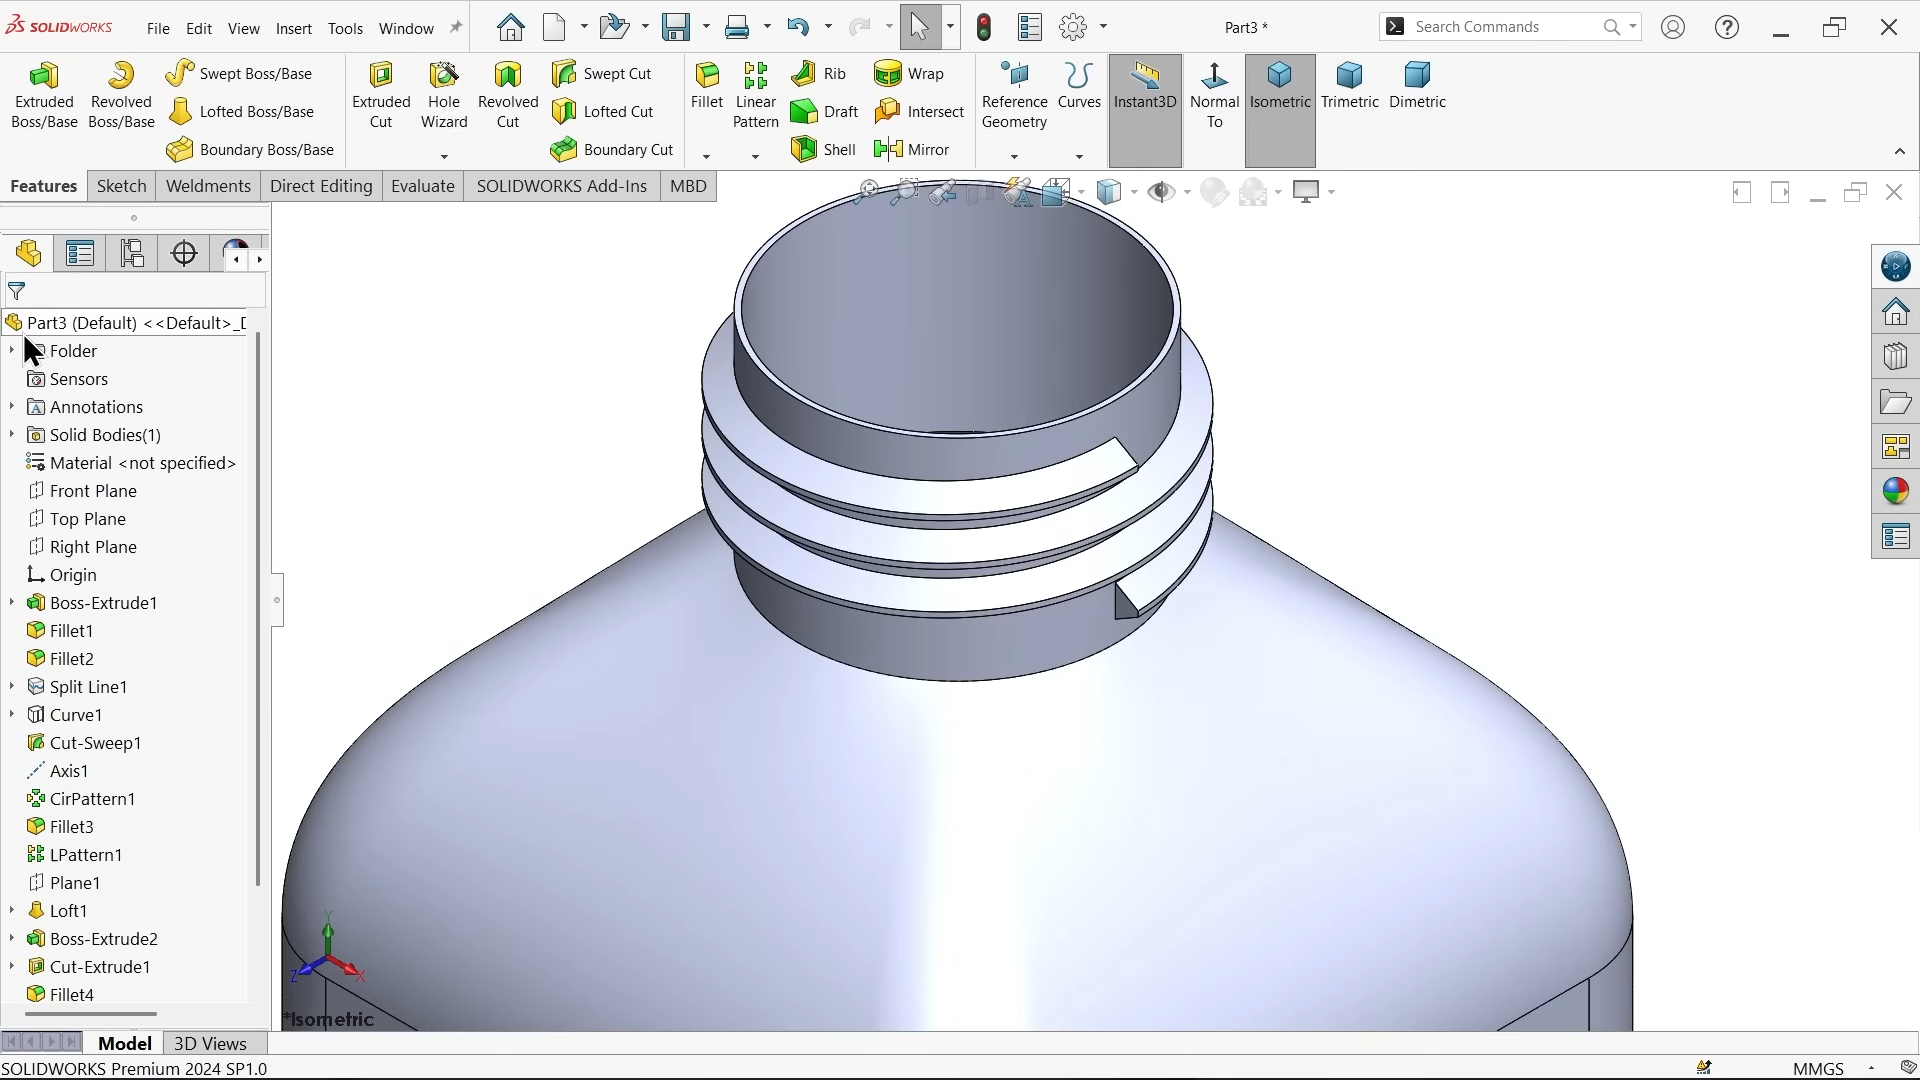 SOLIDWORKS File Edit View Insert Tools Window Part3 * Search Commands
Extruded Boss/Base
Revolved Boss/Base
Swept Boss/Base
Lofted Boss/Base
Boundary Boss/Base
Extruded Cut
Hole Wizard
Revolved Cut
Swept Cut
Lofted Cut
Boundary Cut
Fillet
Linear Pattern
Rib
Draft
Shell
Wrap
Intersect
Mirror
Reference Geometry
Curves
Instant3D
Normal To
Isometric
Trimetric
Dimetric
Features Sketch Weldments Direct Editing Evaluate SOLIDWORKS Add-Ins MBD
Part3 (Default) <<Default>_D
Folder
Sensors
Annotations
Solid Bodies(1)
Material <not specified>
Front Plane
Top Plane
Right Plane
Origin
Boss-Extrude1
Fillet1
Fillet2
Split Line1
Curve1
Cut-Sweep1
Axis1
CirPattern1
Fillet3
LPattern1
Plane1
Loft1
Boss-Extrude2
Cut-Extrude1
Fillet4
Y
Z X
*Isometric
Model 3D Views
SOLIDWORKS Premium 2024 SP1.0 MMGS